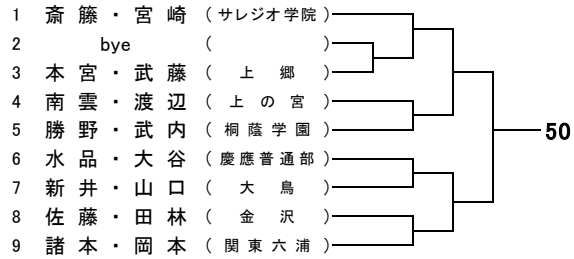 1 斎藤・宮崎 (サレジオ学院)
2 bye ( )
3 本宮・武藤 (上郷)
4 南雲・渡辺 (上の宮)
5 勝野・武内 (桐蔭学園)
50
6 水品・大谷 (慶應普通部)
7 新井・山口 (大鳥)
8 佐藤・田林 (金沢)
9 諸本・岡本 (関東六浦)